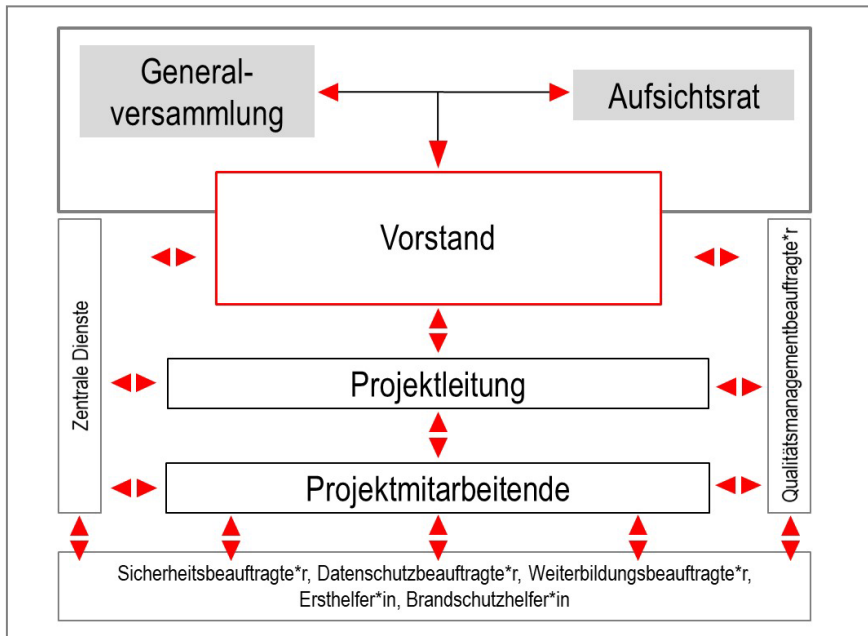 General-
versammlung
Aufsichtsrat
Vorstand
Zentrale Dienste
Qualitätsmanagementbeauftragte*r
Projektleitung
Projektmitarbeitende
Sicherheitsbeauftragte*r, Datenschutzbeauftragte*r, Weiterbildungsbeauftragte*r,
Ersthelfer*in, Brandschutzhelfer*in